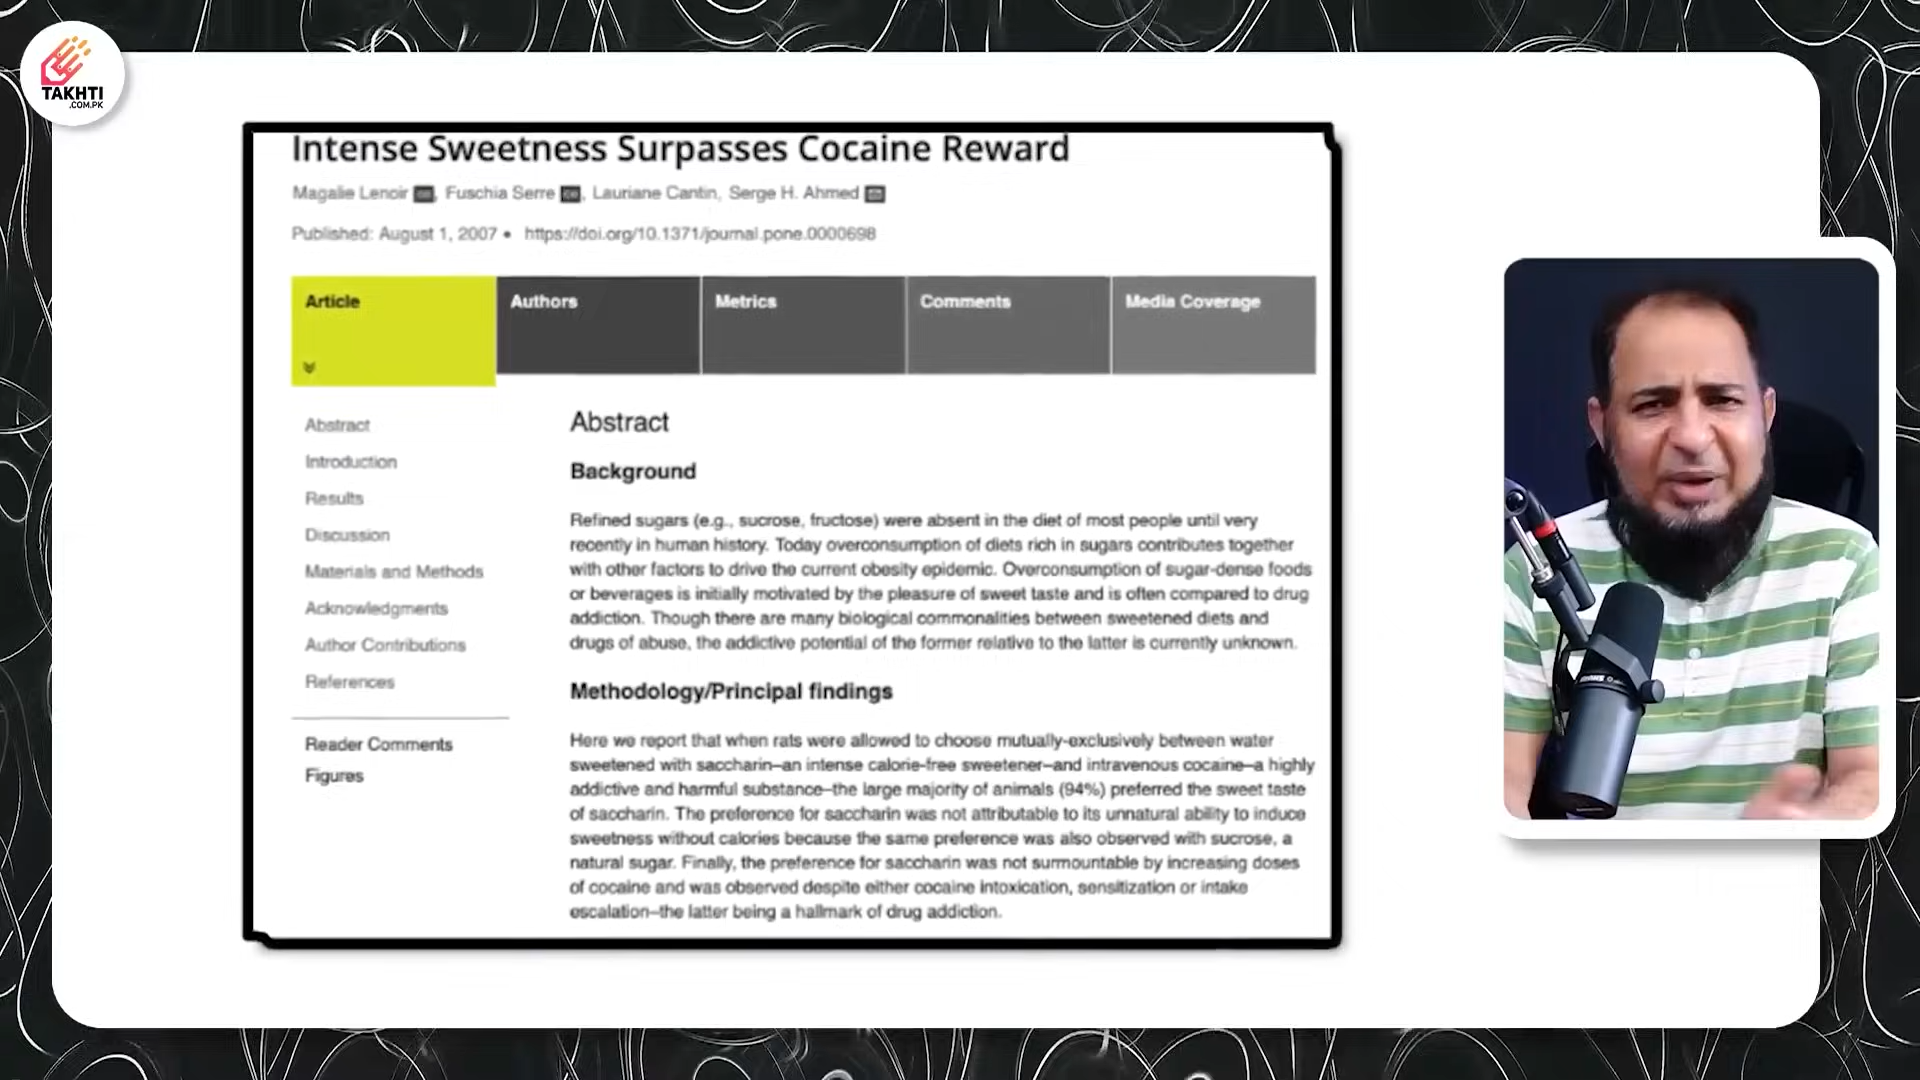 TAKHTI
.COM.PK
Intense Sweetness Surpasses Cocaine Reward
Magalie Lenoir, Fuschia Serre, Lauriane Cantin, Serge H. Ahmed
Published: August 1, 2007 • https://doi.org/10.1371/journal.pone.0000698
Article
Authors
Metrics
Comments
Media Coverage
Abstract
Introduction
Results
Discussion
Materials and Methods
Acknowledgments
Author Contributions
References
Reader Comments
Figures
Abstract
Background
Refined sugars (e.g., sucrose, fructose) were absent in the diet of most people until very
recently in human history. Today overconsumption of diets rich in sugars contributes together
with other factors to drive the current obesity epidemic. Overconsumption of sugar-dense foods
or beverages is initially motivated by the pleasure of sweet taste and is often compared to drug
addiction. Though there are many biological commonalities between sweetened diets and
drugs of abuse, the addictive potential of the former relative to the latter is currently unknown.
Methodology/Principal findings
Here we report that when rats were allowed to choose mutually-exclusively between water
sweetened with saccharin–an intense calorie-free sweetener–and intravenous cocaine–a highly
addictive and harmful substance–the large majority of animals (94%) preferred the sweet taste
of saccharin. The preference for saccharin was not attributable to its unnatural ability to induce
sweetness without calories because the same preference was also observed with sucrose, a
natural sugar. Finally, the preference for saccharin was not surmountable by increasing doses
of cocaine and was observed despite either cocaine intoxication, sensitization or intake
escalation–the latter being a hallmark of drug addiction.